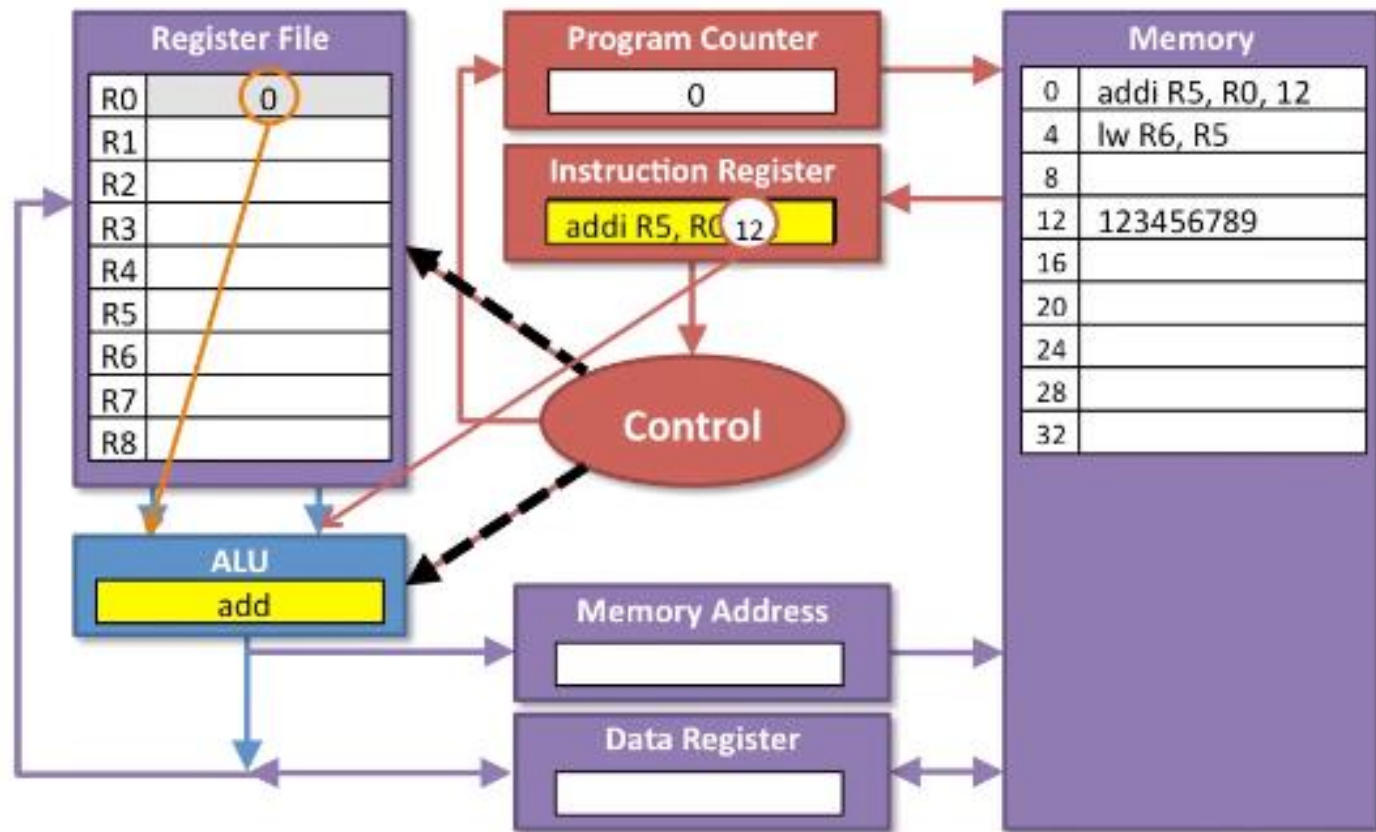 Register File
R0 0
R1
R2
R3
R4
R5
R6
R7
R8
Program Counter
0
Instruction Register
addi R5, R0 12
Control
ALU
add
Memory Address
Data Register
Memory
0 addi R5, R0, 12
4 lw R6, R5
8
12 123456789
16
20
24
28
32